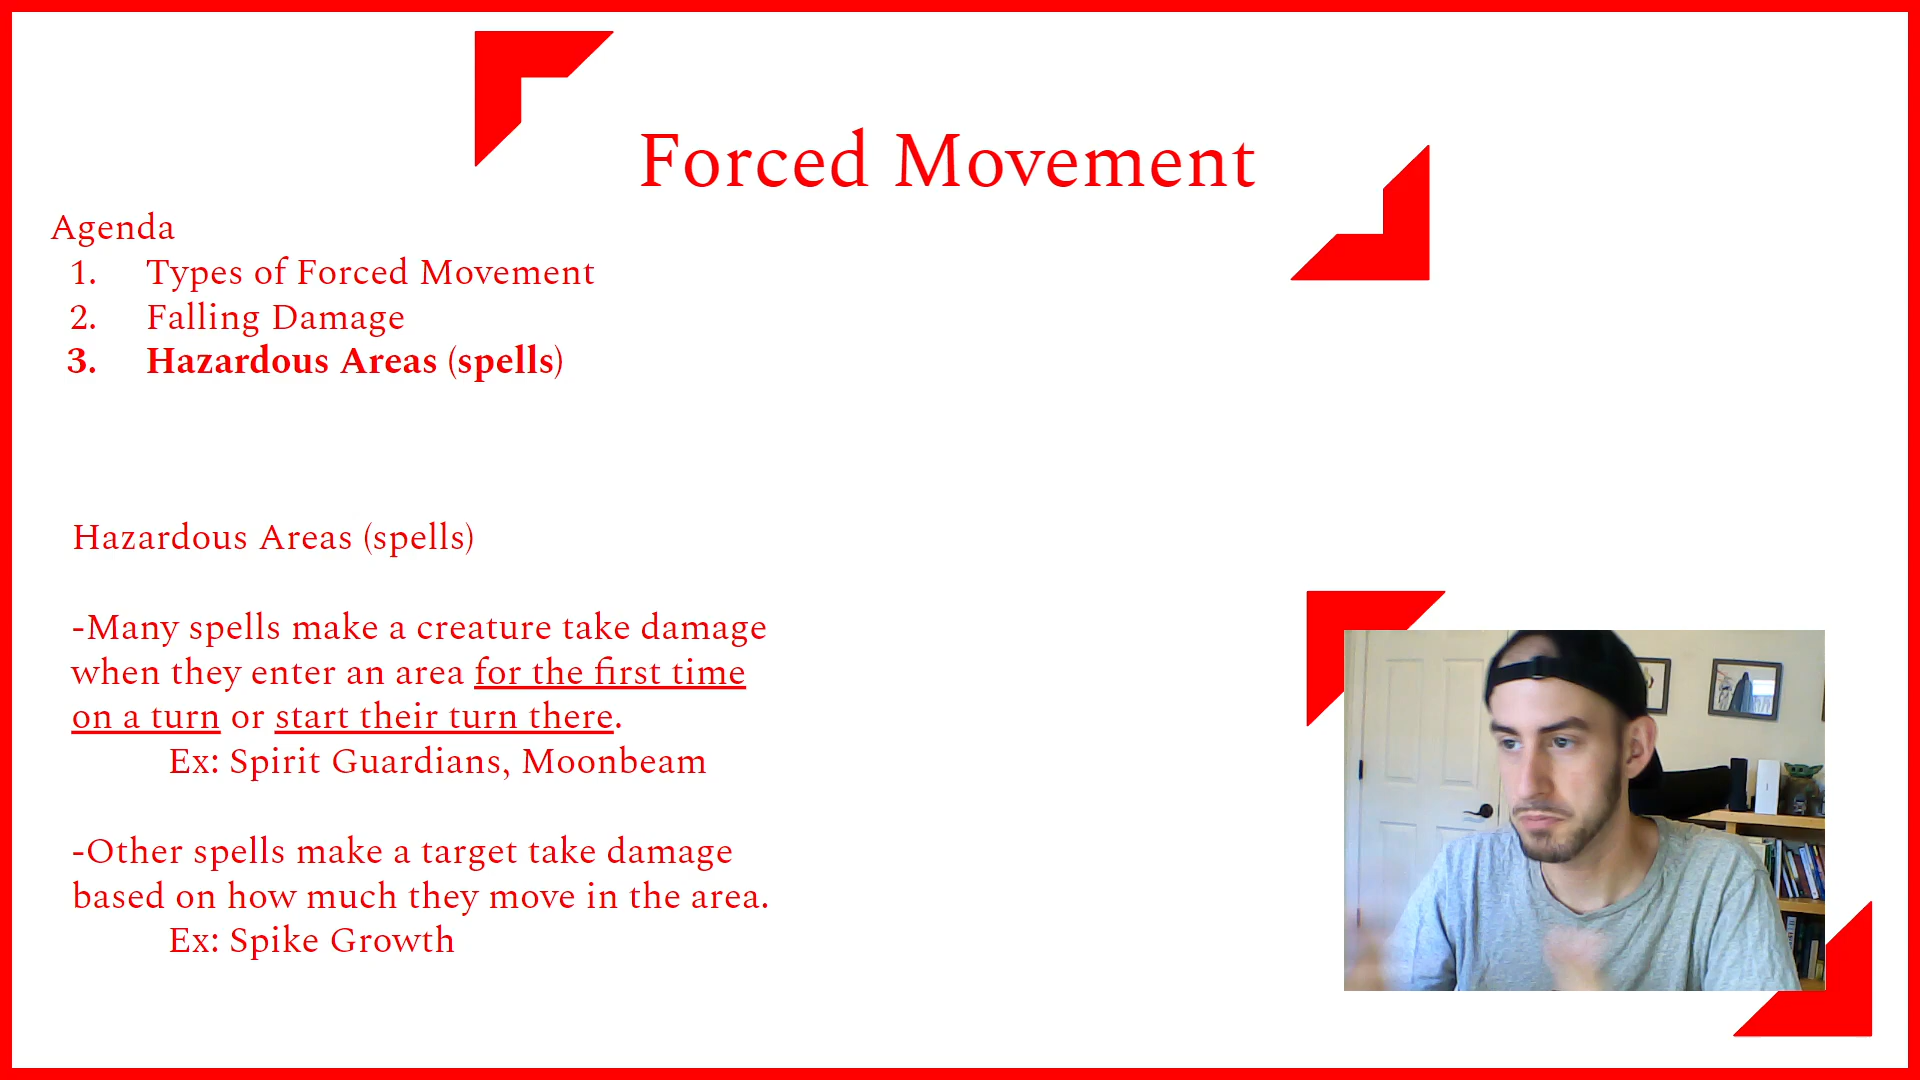 Forced Movement
Agenda
1. Types of Forced Movement
2. Falling Damage
3. Hazardous Areas (spells)
Hazardous Areas (spells)
-Many spells make a creature take damage
when they enter an area for the first time
on a turn or start their turn there.
Ex: Spirit Guardians, Moonbeam
-Other spells make a target take damage
based on how much they move in the area.
Ex: Spike Growth